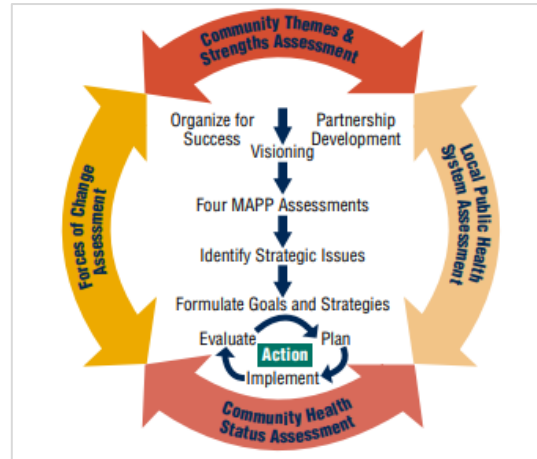 Community Themes &
Strengths Assessment
Organize for
Success
Partnership
Development
Visioning
Four MAPP Assessments
Forces of Change
Assessment
Local Public Health
System Assessment
Identify Strategic Issues
Formulate Goals and Strategies
Evaluate
Plan
Action
Implement
Community Health
Status Assessment